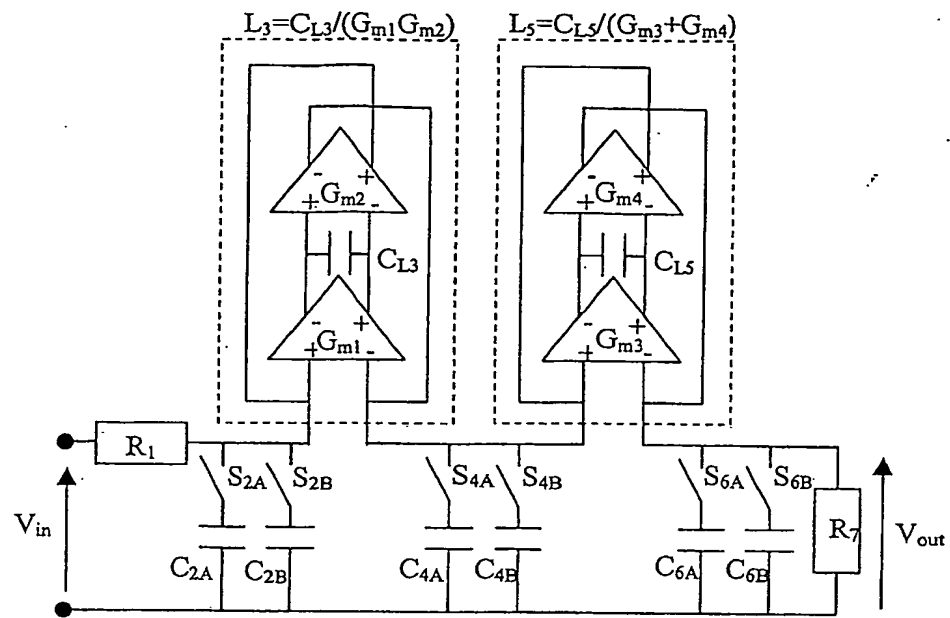 L3=CL3/(Gm1Gm2) L5=CL5/(Gm3+Gm4)
- +
Gm2
+ -
- +
Gm4
+ -
CL3
CL5
- +
Gm1
+ -
- +
Gm3
+ -
R1
S2A S2B
S4A S4B
S6A S6B
Vin
R7
Vout
C2A C2B
C4A C4B
C6A C6B